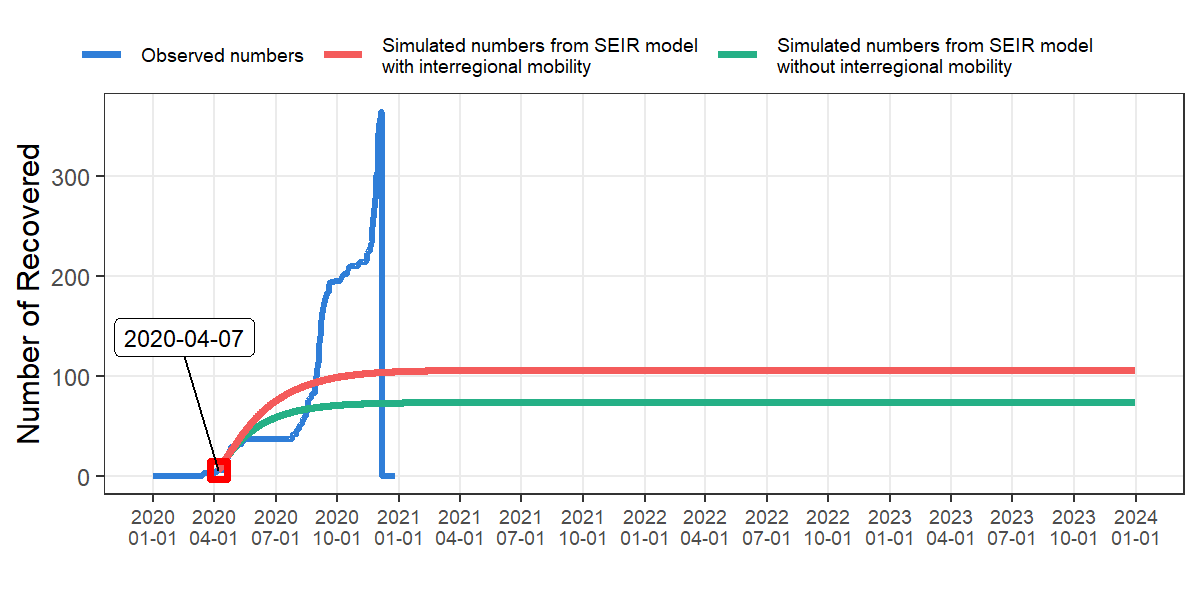 Observed numbers
Simulated numbers from SEIR model
with interregional mobility
Simulated numbers from SEIR model
without interregional mobility
Number of Recovered
300
200
100
0
2020-04-07
2020 2020 2020 2020 2021 2021 2021 2021 2022 2022 2022 2022 2023 2023 2023 2023 2024
01-01 04-01 07-01 10-01 01-01 04-01 07-01 10-01 01-01 04-01 07-01 10-01 01-01 04-01 07-01 10-01 01-01